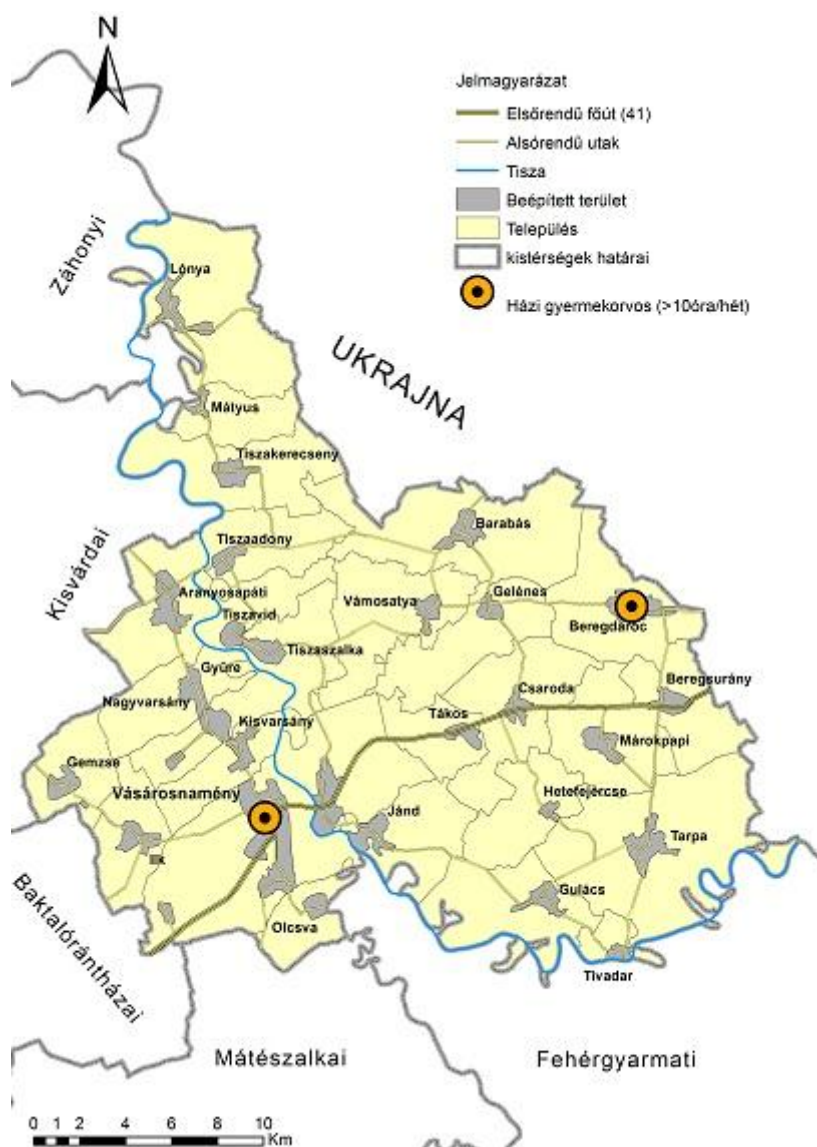 N
Jelmagyarázat
Elsőrendű főút (41)
Alsórendű utak
Tisza
Beépített terület
Település
kistérségek határai
Házi gyermekorvos (>10óra/hét)
Záhonyi
Lónya
UKRAJNA
Mátyus
Tiszakerecseny
Kisvárdai
Barabás
Tiszaadony
Aranyosapáti
Vámosatya
Gelénes
Tiszavid
Beregdaróc
Tiszaszalka
Gyüre
Nagyvarsány
Csaroda
Beregsurány
Kisvarsány
Tákos
Márokpapi
Gemzse
Vásárosnamény
Hetefejércse
Jánd
Tarpa
Ilk
Gulács
Baktalórántházai
Olcsva
Tivadar
Mátészalkai
Fehérgyarmati
0 1 2 4 6 8 10
Km